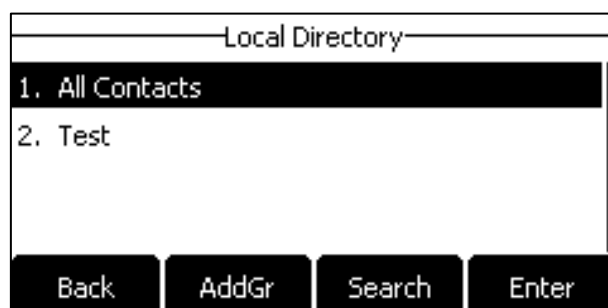 Local Directory
1. All Contacts
2. Test
Back AddGr Search Enter